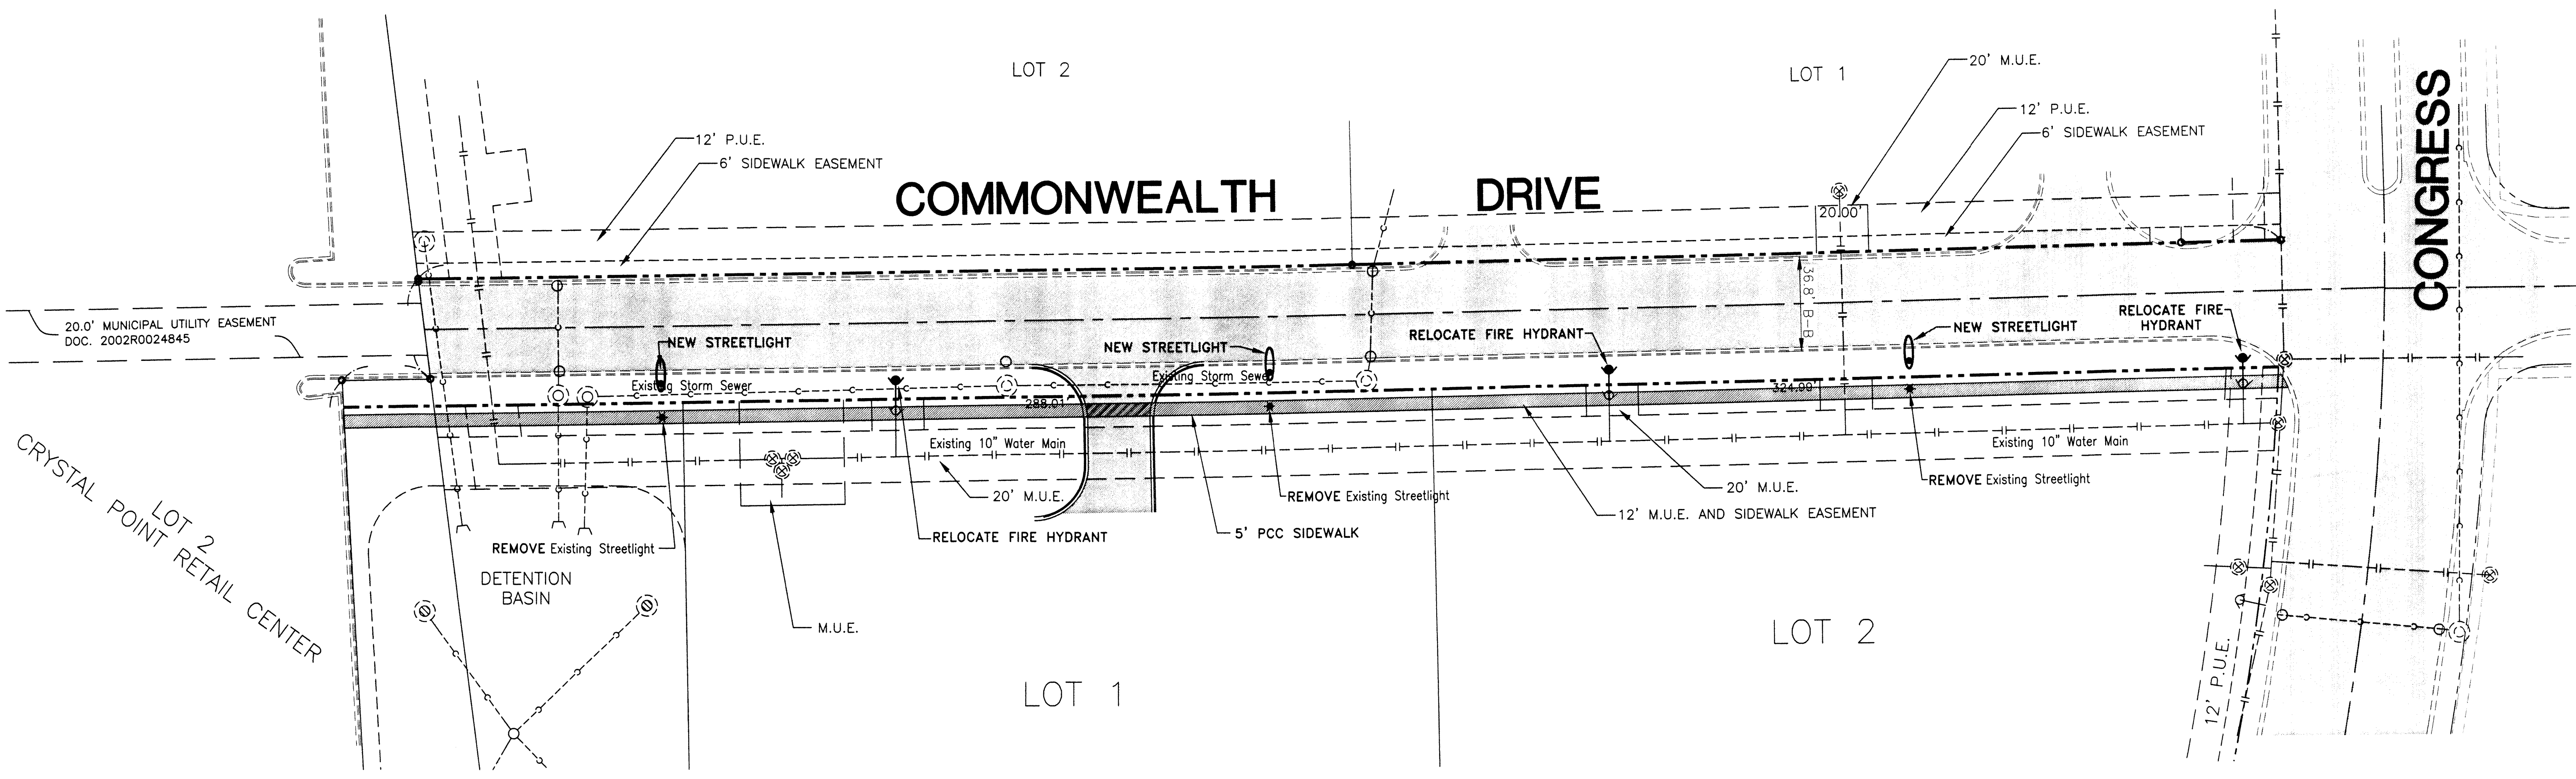 LOT 2
LOT 1
20' M.U.E.
12' P.U.E.
6' SIDEWALK EASEMENT
12' P.U.E.
6' SIDEWALK EASEMENT
COMMONWEALTH DRIVE
CONGRESS
20.00'
36.8' B-B
20.0' MUNICIPAL UTILITY EASEMENT
DOC. 2002R0024845
NEW STREETLIGHT
NEW STREETLIGHT
RELOCATE FIRE HYDRANT
NEW STREETLIGHT
RELOCATE FIRE
HYDRANT
Existing Storm Sewer
Existing Storm Sewer
288.01'
324.99'
Existing 10" Water Main
Existing 10" Water Main
20' M.U.E.
REMOVE Existing Streetlight
20' M.U.E.
REMOVE Existing Streetlight
12' M.U.E. AND SIDEWALK EASEMENT
5' PCC SIDEWALK
RELOCATE FIRE HYDRANT
REMOVE Existing Streetlight
DETENTION
BASIN
M.U.E.
LOT 2
CRYSTAL POINT RETAIL CENTER
LOT 1
LOT 2
12' P.U.E.